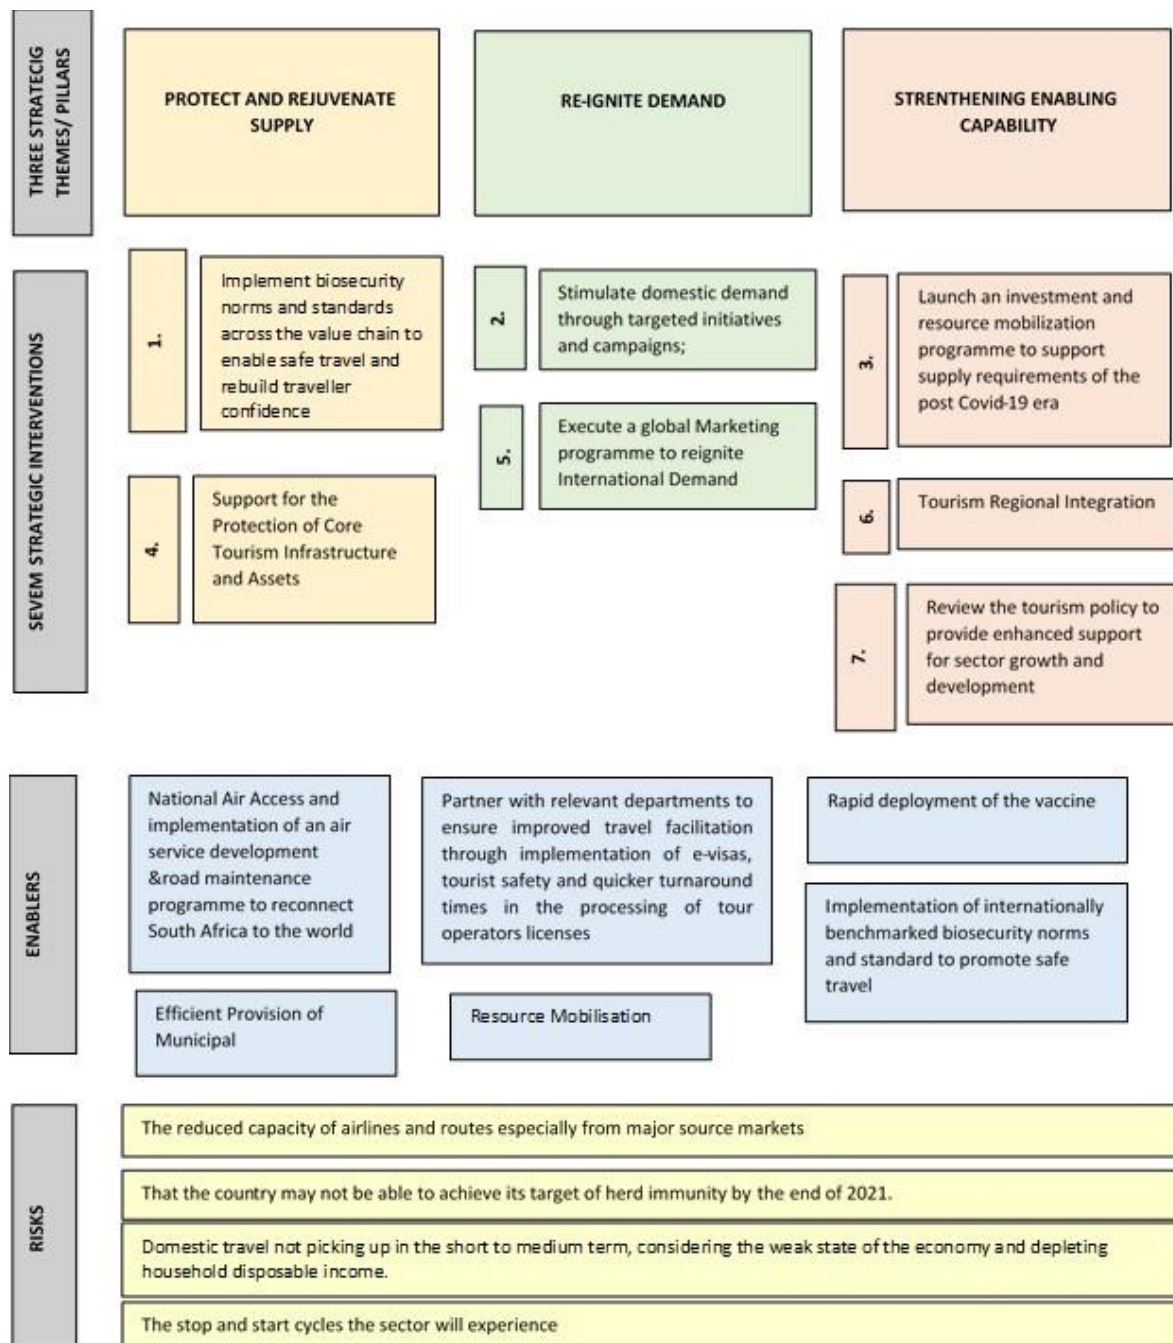 THREE STRATECIG
THEMES/ PILLARS
PROTECT AND REJUVENATE
SUPPLY
RE-IGNITE DEMAND
STRENTHENING ENABLING
CAPABILITY
SEVEM STRATEGIC INTERVENTIONS
1.
Implement biosecurity
norms and standards
across the value chain to
enable safe travel and
rebuild traveller
confidence
2.
Stimulate domestic demand
through targeted initiatives
and campaigns;
3.
Launch an investment and
resource mobilization
programme to support
supply requirements of the
post Covid-19 era
4.
Support for the
Protection of Core
Tourism Infrastructure
and Assets
5.
Execute a global Marketing
programme to reignite
International Demand
6.
Tourism Regional Integration
7.
Review the tourism policy to
provide enhanced support
for sector growth and
development
ENABLERS
National Air Access and
implementation of an air
service development
&road maintenance
programme to reconnect
South Africa to the world
Partner with relevant departments to
ensure improved travel facilitation
through implementation of e-visas,
tourist safety and quicker turnaround
times in the processing of tour
operators licenses
Rapid deployment of the vaccine
Implementation of internationally
benchmarked biosecurity norms
and standard to promote safe
travel
Efficient Provision of
Municipal
Resource Mobilisation
RISKS
The reduced capacity of airlines and routes especially from major source markets
That the country may not be able to achieve its target of herd immunity by the end of 2021.
Domestic travel not picking up in the short to medium term, considering the weak state of the economy and depleting
household disposable income.
The stop and start cycles the sector will experience